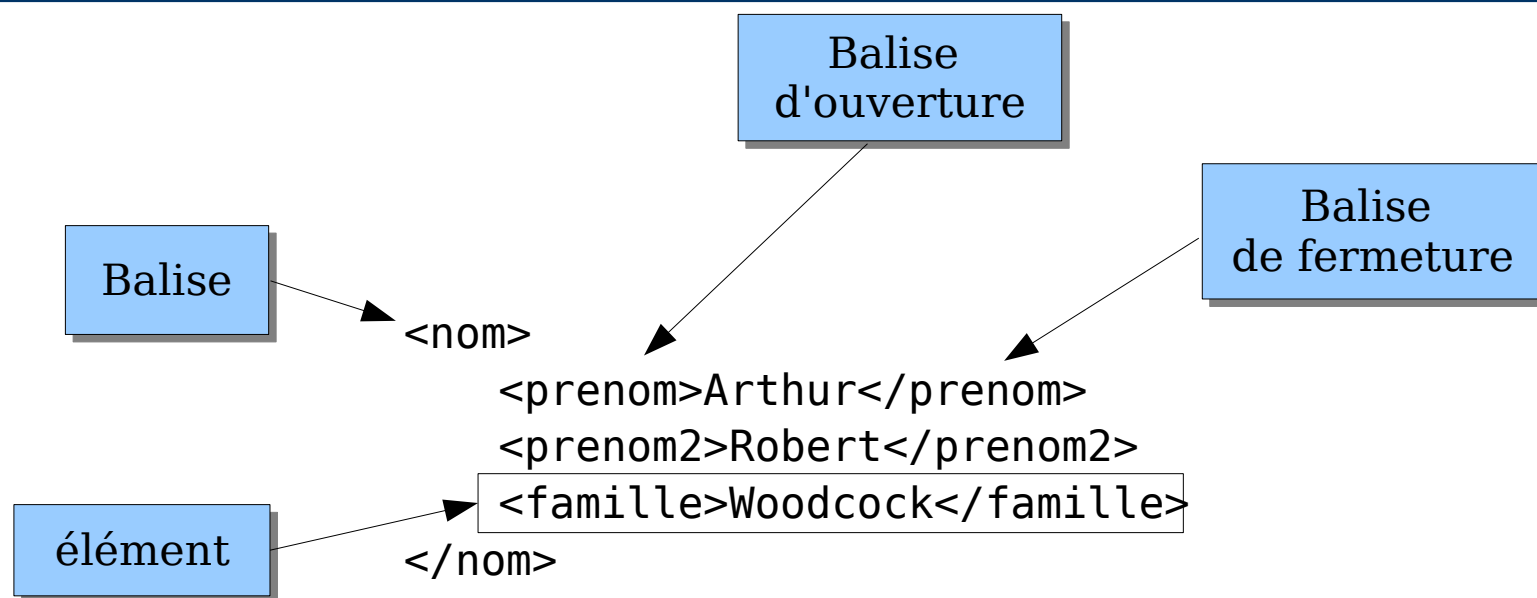 Balise
d'ouverture
Balise
de fermeture
Balise
<nom>
<prenom>Arthur</prenom>
<prenom2>Robert</prenom2>
<famille>Woodcock</famille>
élément
</nom>